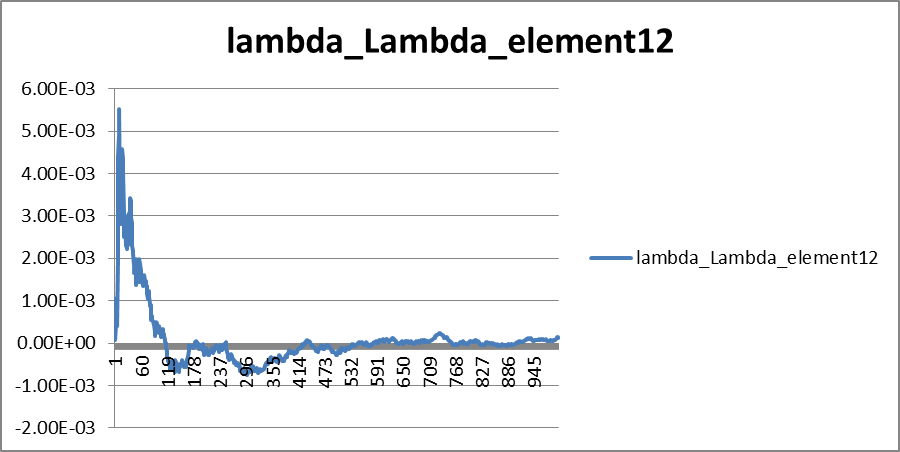 lambda_Lambda_element12
6.00E-03
5.00E-03
4.00E-03
3.00E-03
2.00E-03
1.00E-03
0.00E+00
-1.00E-03
-2.00E-03
1 60 119 178 237 296 355 414 473 532 591 650 709 768 827 886 945
lambda_Lambda_element12